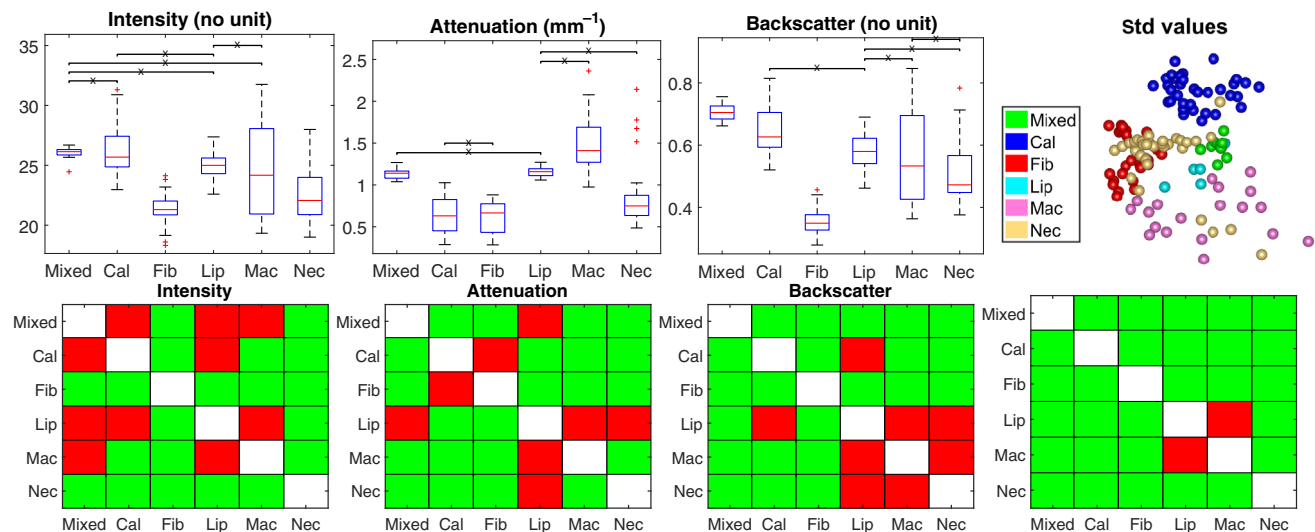 Intensity (no unit)
35
30
25
20
Mixed Cal Fib Lip Mac Nec
Attenuation (mm⁻¹)
2.5
2
1.5
1
0.5
Mixed Cal Fib Lip Mac Nec
Backscatter (no unit)
0.8
0.6
0.4
Mixed Cal Fib Lip Mac Nec
Std values
Mixed
Cal
Fib
Lip
Mac
Nec
Intensity
Mixed
Cal
Fib
Lip
Mac
Nec
Mixed Cal Fib Lip Mac Nec
Attenuation
Mixed
Cal
Fib
Lip
Mac
Nec
Mixed Cal Fib Lip Mac Nec
Backscatter
Mixed
Cal
Fib
Lip
Mac
Nec
Mixed Cal Fib Lip Mac Nec
Mixed
Cal
Fib
Lip
Mac
Nec
Mixed Cal Fib Lip Mac Nec